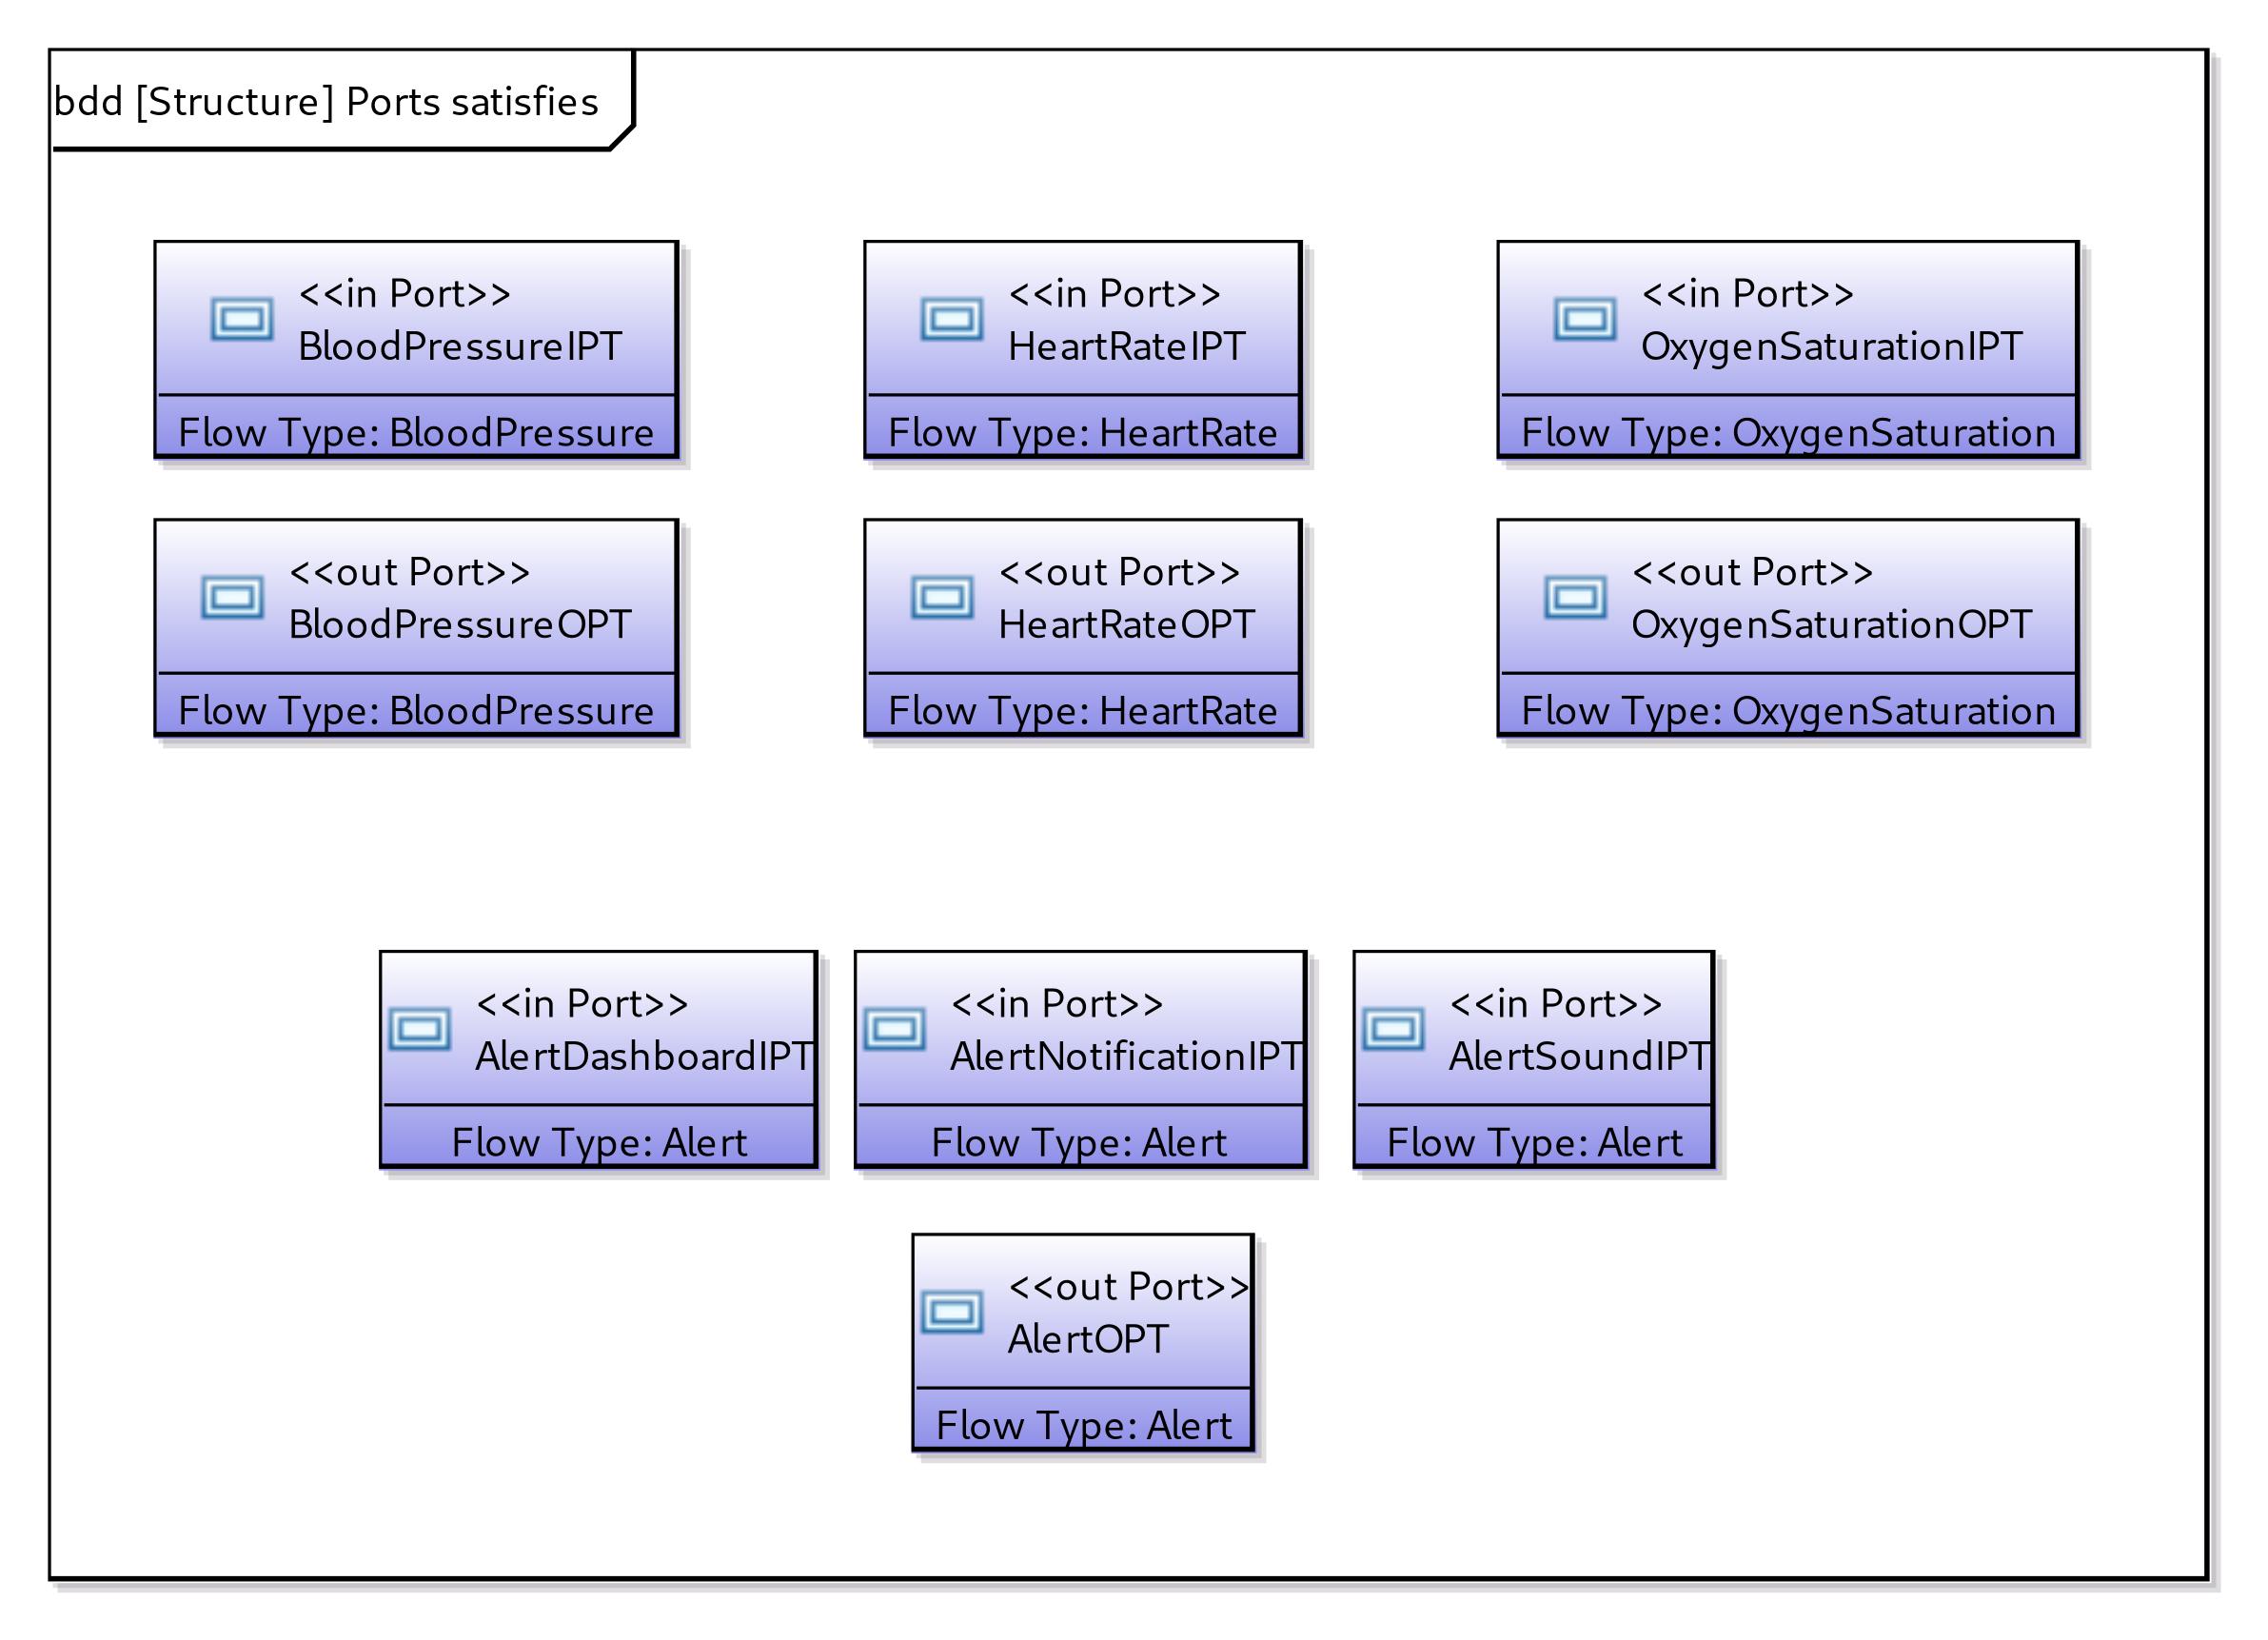 bdd [Structure] Ports satisfies
<<in Port>>
BloodPressureIPT
Flow Type: BloodPressure
<<in Port>>
HeartRateIPT
Flow Type: HeartRate
<<in Port>>
OxygenSaturationIPT
Flow Type: OxygenSaturation
<<out Port>>
BloodPressureOPT
Flow Type: BloodPressure
<<out Port>>
HeartRateOPT
Flow Type: HeartRate
<<out Port>>
OxygenSaturationOPT
Flow Type: OxygenSaturation
<<in Port>>
AlertDashboardIPT
Flow Type: Alert
<<in Port>>
AlertNotificationIPT
Flow Type: Alert
<<in Port>>
AlertSoundIPT
Flow Type: Alert
<<out Port>>
AlertOPT
Flow Type: Alert